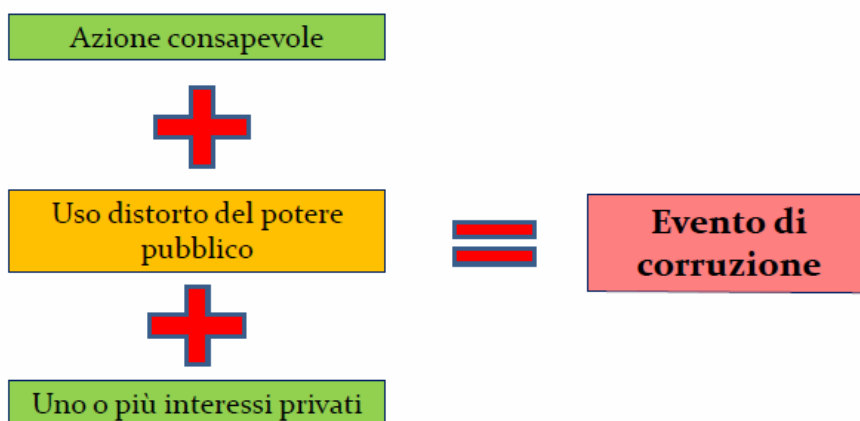 Azione consapevole
Uso distorto del potere
pubblico
Evento di
corruzione
Uno o più interessi privati